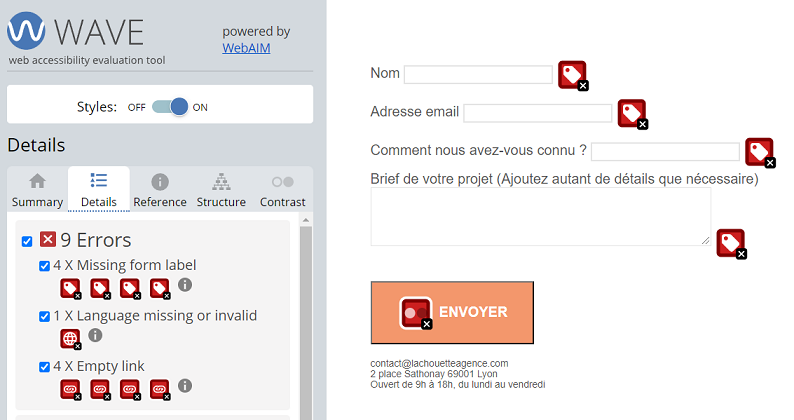 WAVE
powered by
WebAIM
web accessibility evaluation tool
Styles: OFF ON
Details
Summary Details Reference Structure Contrast
9 Errors
4 X Missing form label
1 X Language missing or invalid
4 X Empty link
Nom
Adresse email
Comment nous avez-vous connu ?
Brief de votre projet (Ajoutez autant de détails que nécessaire)
ENVOYER
contact@lachouetteagence.com
2 place Sathonay 69001 Lyon
Ouvert de 9h à 18h, du lundi au vendredi